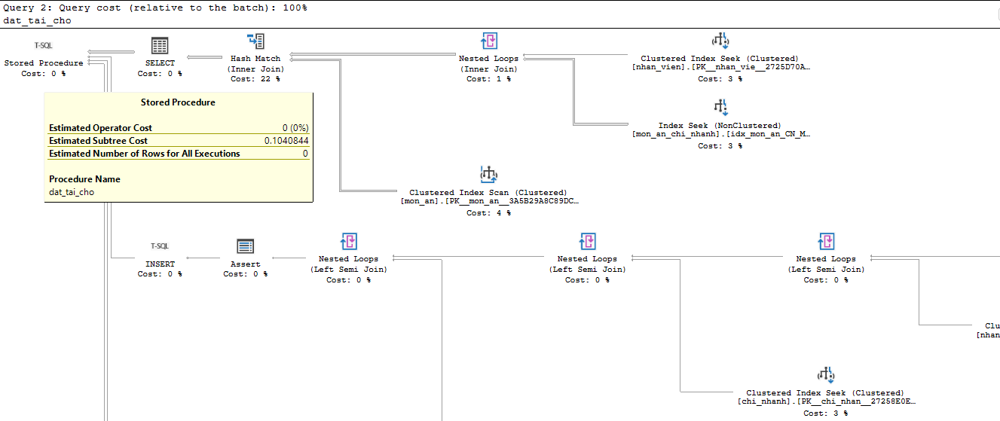 Query 2: Query cost (relative to the batch): 100%
dat_tai_cho
T-SQL
Stored Procedure
Cost: 0 %
SELECT
Cost: 0 %
Hash Match
(Inner Join)
Cost: 22 %
Nested Loops
(Inner Join)
Cost: 1 %
Clustered Index Seek (Clustered)
[nhan_vien].[PK__nhan_vie__2725D70A…
Cost: 3 %
Stored Procedure
Estimated Operator Cost 0 (0%)
Estimated Subtree Cost 0.1040844
Estimated Number of Rows for All Executions 0
Procedure Name
dat_tai_cho
Index Seek (NonClustered)
[mon_an_chi_nhanh].[idx_mon_an_CN_M…
Cost: 3 %
Clustered Index Scan (Clustered)
[mon_an].[PK__mon_an__3A5B29A8C89DC…
Cost: 4 %
T-SQL
INSERT
Cost: 0 %
Assert
Cost: 0 %
Nested Loops
(Left Semi Join)
Cost: 0 %
Nested Loops
(Left Semi Join)
Cost: 0 %
Nested Loops
(Left Semi Join)
Cost: 0 %
Clu
[nhan
Clustered Index Seek (Clustered)
[chi_nhanh].[PK__chi_nhan__27258E0E…
Cost: 3 %